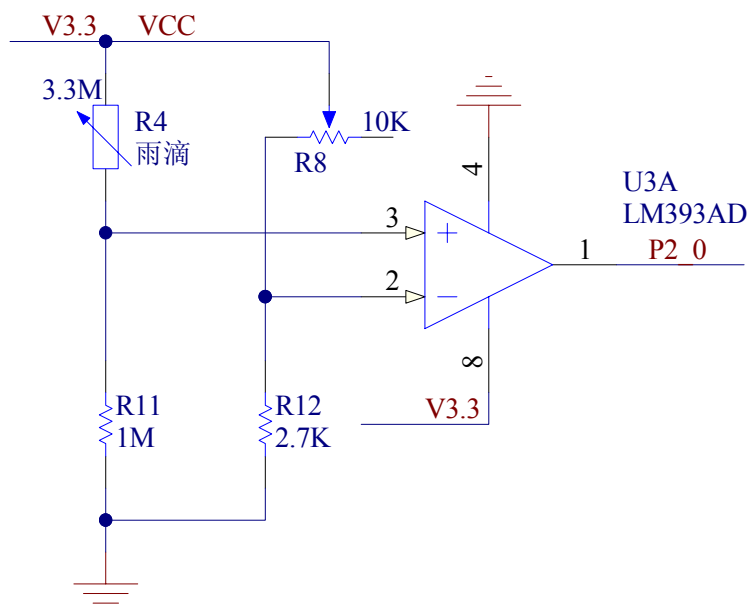 V3.3
VCC
3.3M
R4
雨滴
10K
R8
4
U3A
LM393AD
3
1
P2_0
2
8
V3.3
R11
1M
R12
2.7K